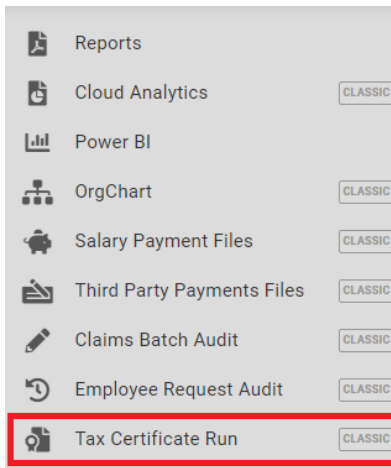 Reports
Cloud Analytics CLASSIC
Power BI
OrgChart CLASSIC
Salary Payment Files CLASSIC
Third Party Payments Files CLASSIC
Claims Batch Audit CLASSIC
Employee Request Audit CLASSIC
Tax Certificate Run CLASSIC